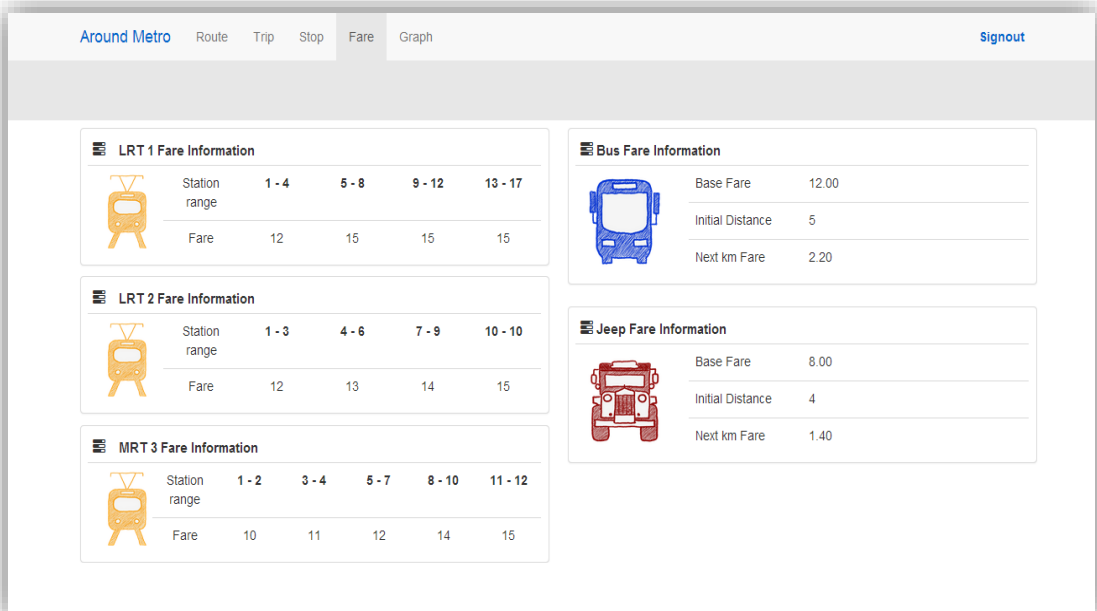 Around Metro Route Trip Stop Fare Graph Signout
LRT 1 Fare Information
Station range 1 - 4 5 - 8 9 - 12 13 - 17
Fare 12 15 15 15
LRT 2 Fare Information
Station range 1 - 3 4 - 6 7 - 9 10 - 10
Fare 12 13 14 15
MRT 3 Fare Information
Station range 1 - 2 3 - 4 5 - 7 8 - 10 11 - 12
Fare 10 11 12 14 15
Bus Fare Information
Base Fare 12.00
Initial Distance 5
Next km Fare 2.20
Jeep Fare Information
Base Fare 8.00
Initial Distance 4
Next km Fare 1.40